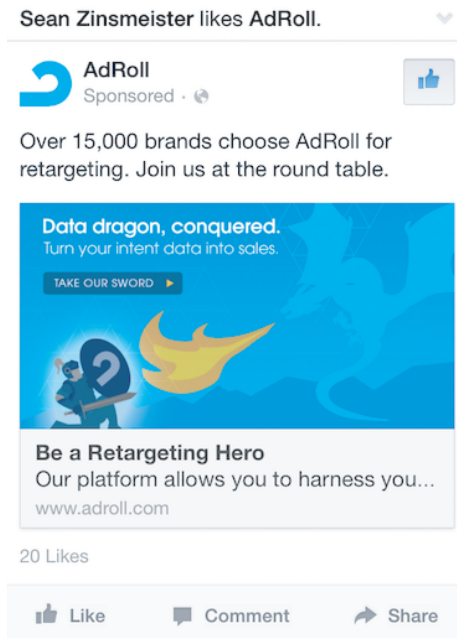 Sean Zinsmeister likes AdRoll.
AdRoll
Sponsored ·
Over 15,000 brands choose AdRoll for
retargeting. Join us at the round table.
Data dragon, conquered.
Turn your intent data into sales.
TAKE OUR SWORD
Be a Retargeting Hero
Our platform allows you to harness you...
www.adroll.com
20 Likes
Like Comment Share